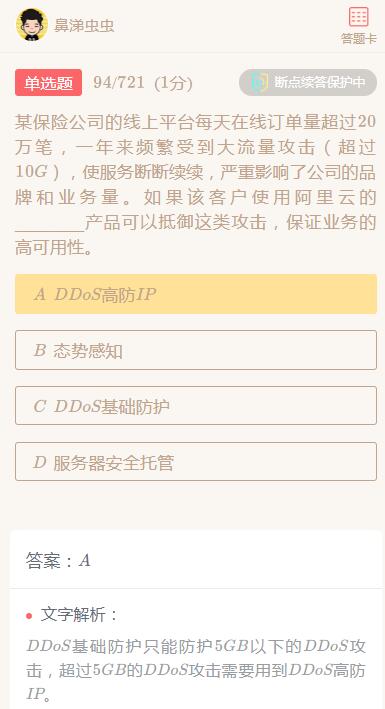 鼻涕虫虫
答题卡
单选题 94/721 (1分)
断点续答保护中
某保险公司的线上平台每天在线订单量超过20
万笔，一年来频繁受到大流量攻击（超过
10G），使服务断断续续，严重影响了公司的品
牌和业务量。如果该客户使用阿里云的
________产品可以抵御这类攻击，保证业务的
高可用性。
A DDoS高防IP
B 态势感知
C DDoS基础防护
D 服务器安全托管
答案：A
文字解析：
DDoS基础防护只能防护5GB以下的DDoS攻
击，超过5GB的DDoS攻击需要用到DDoS高防
IP。